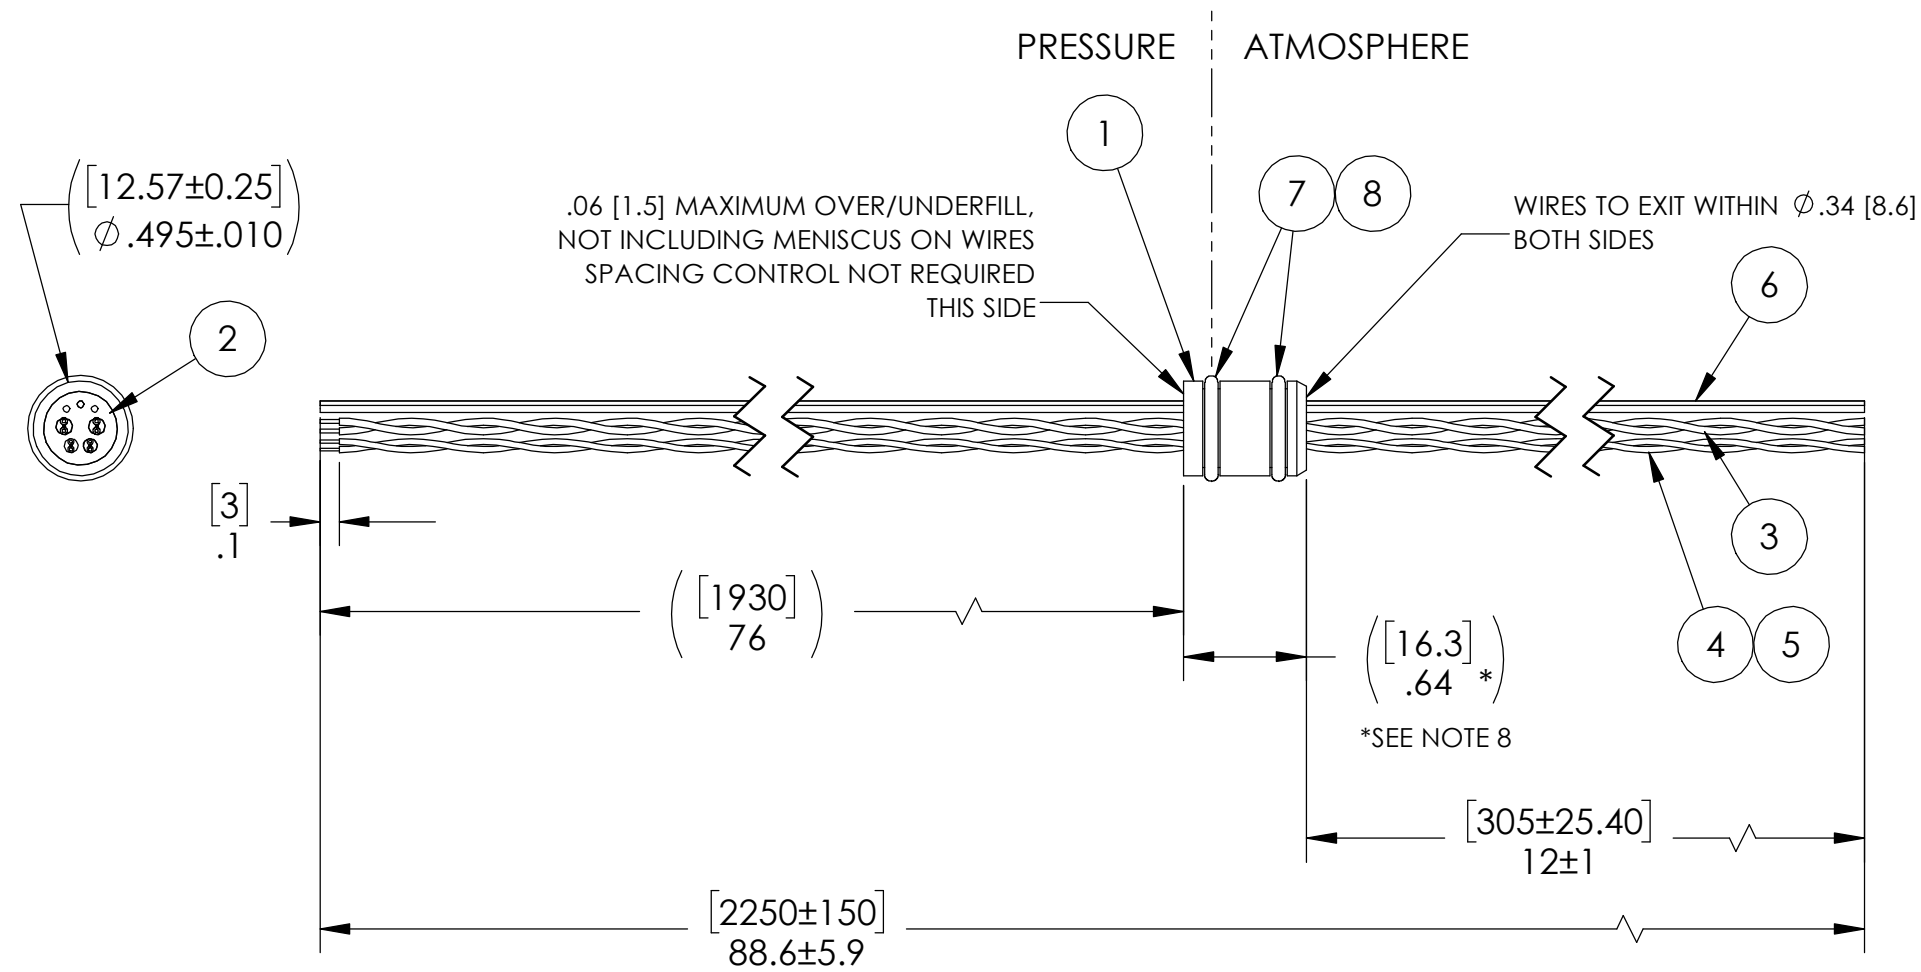 PRESSURE
ATMOSPHERE
1
7
8
([12.57±0.25]
⌀.495±.010)
2
.06 [1.5] MAXIMUM OVER/UNDERFILL,
NOT INCLUDING MENISCUS ON WIRES
SPACING CONTROL NOT REQUIRED
THIS SIDE
WIRES TO EXIT WITHIN ⌀.34 [8.6]
BOTH SIDES
6
[3]
.1
3
([1930]
76)
([16.3]
.64 *)
*SEE NOTE 8
4
5
[305±25.40]
12±1
[2250±150]
88.6±5.9